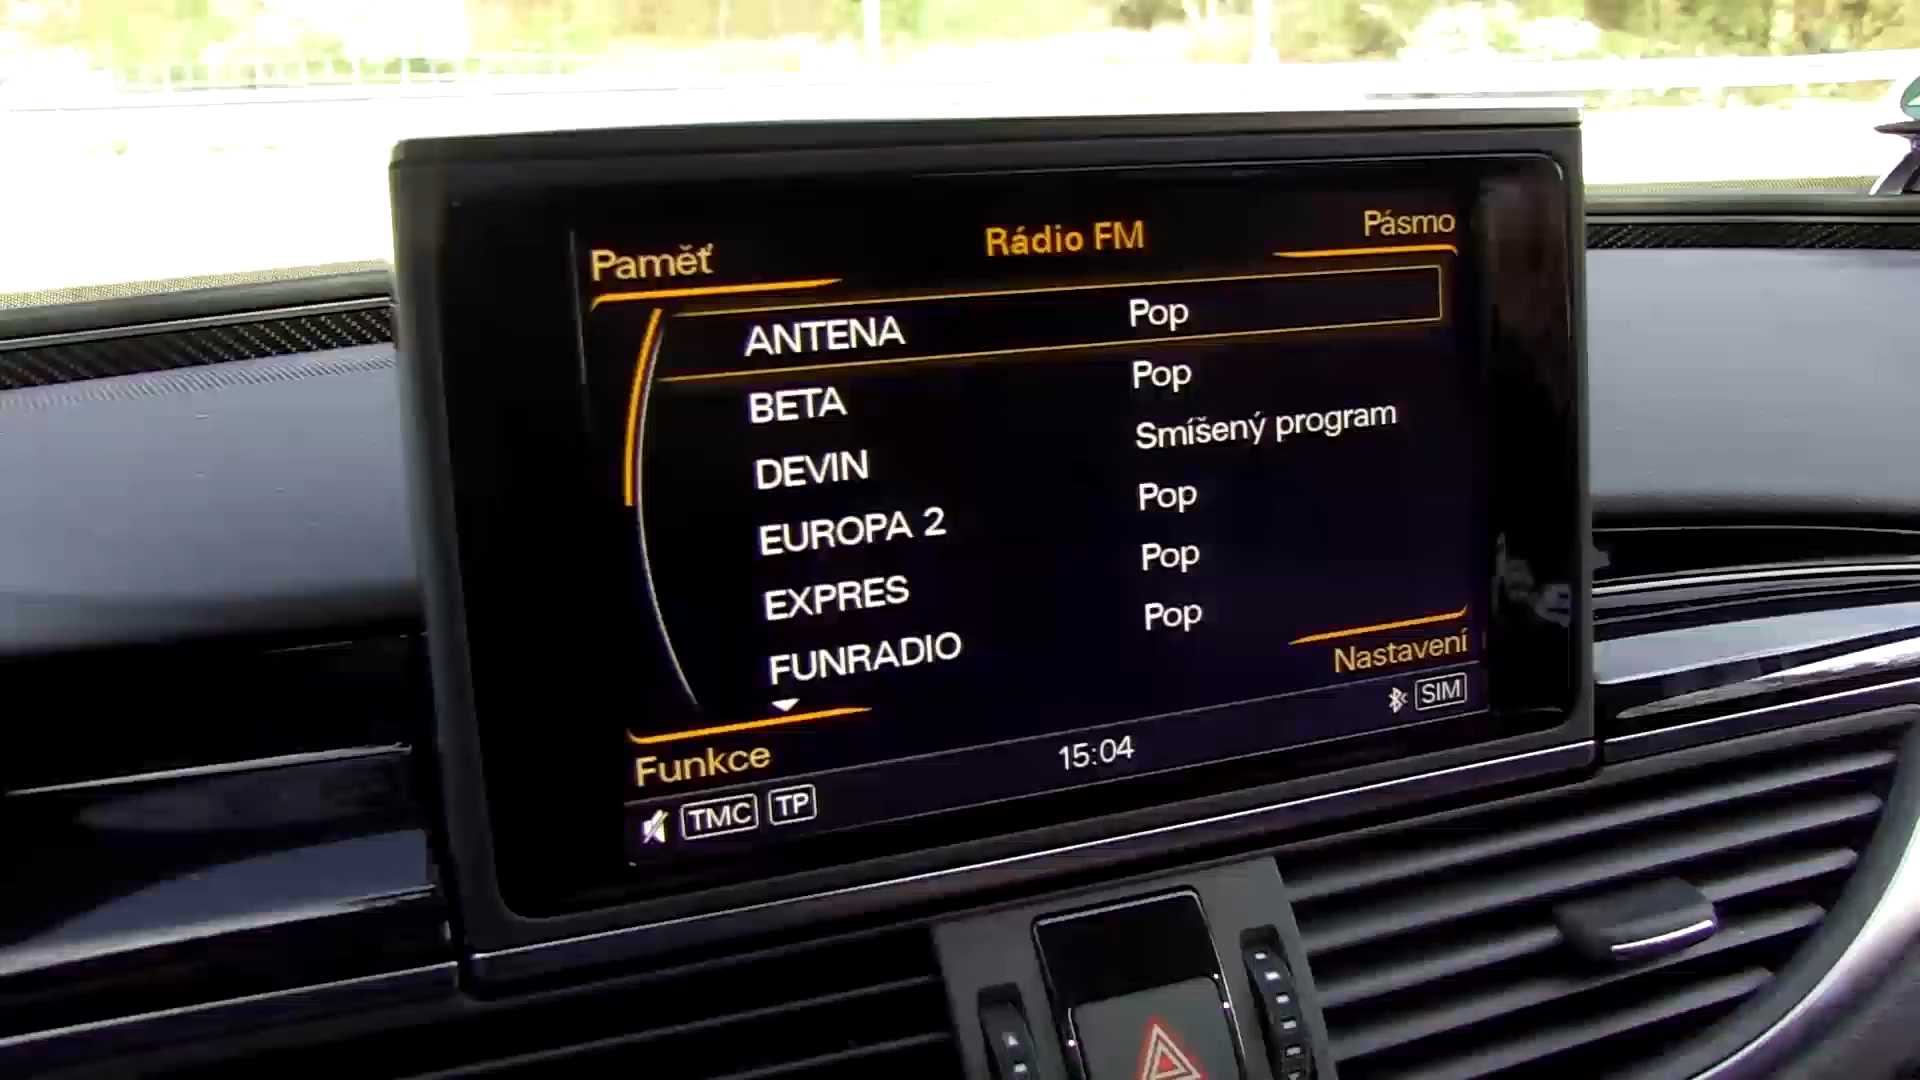 Paměť
Rádio FM
Pásmo
ANTENA Pop
BETA Pop
DEVIN Smíšený program
EUROPA 2 Pop
EXPRES Pop
FUNRADIO Pop
Nastavení
Funkce
15:04
SIM
TMC TP